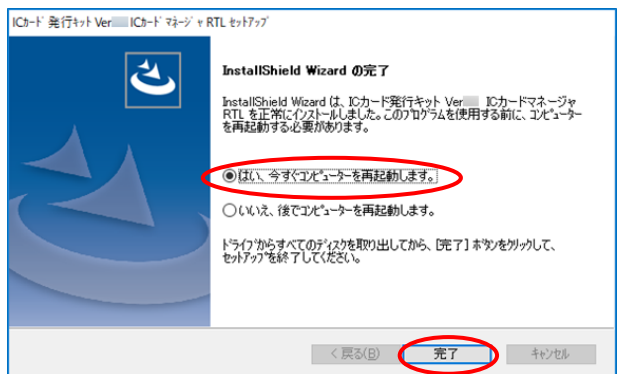 ICｶｰﾄﾞ 発行ｷｯﾄ Ver ICｶｰﾄﾞ ﾏﾈｰｼﾞｬ RTL ｾｯﾄｱｯﾌﾟ
InstallShield Wizard の完了
InstallShield Wizard は、ICカード発行キット Ver ICカードマネージャ
RTL を正常にインストールしました。このプログラムを使用する前に、コンピューター
を再起動する必要があります。
はい、今すぐコンピューターを再起動します。
いいえ、後でコンピューターを再起動します。
ドライブからすべてのディスクを取り出してから、[完了] ボタンをクリックして、
セットアップを終了してください。
< 戻る(B)
完了
キャンセル